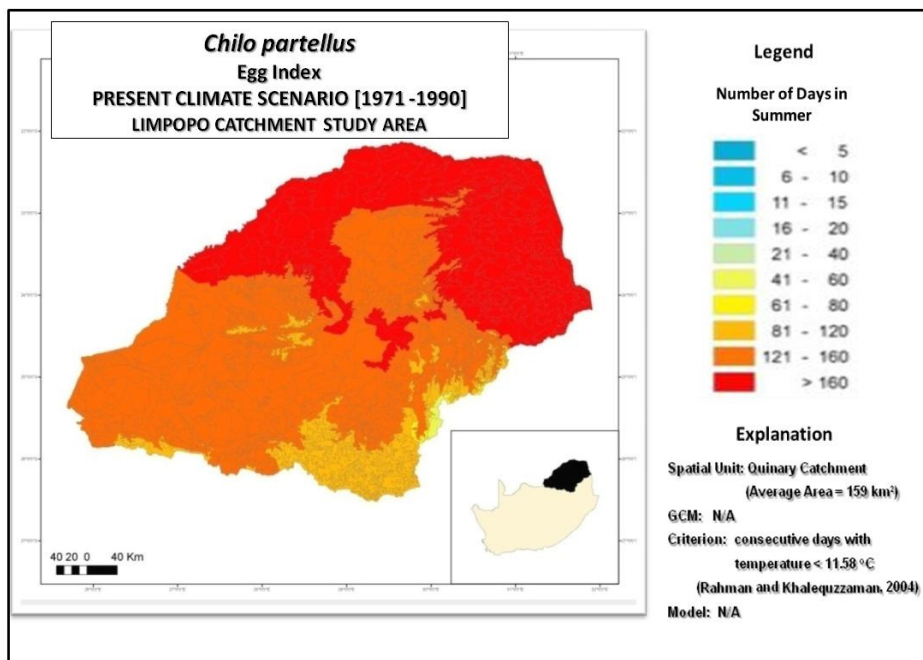 Chilo partellus
Egg Index
PRESENT CLIMATE SCENARIO [1971 -1990]
LIMPOPO CATCHMENT STUDY AREA
40 20 0 40 Km
Legend
Number of Days in
Summer
< 5
6 - 10
11 - 15
16 - 20
21 - 40
41 - 60
61 - 80
81 - 120
121 - 160
> 160
Explanation
Spatial Unit: Quinary Catchment
(Average Area = 159 km²)
GCM: N/A
Criterion: consecutive days with
temperature < 11.58 °C
(Rahman and Khalequzzaman, 2004)
Model: N/A